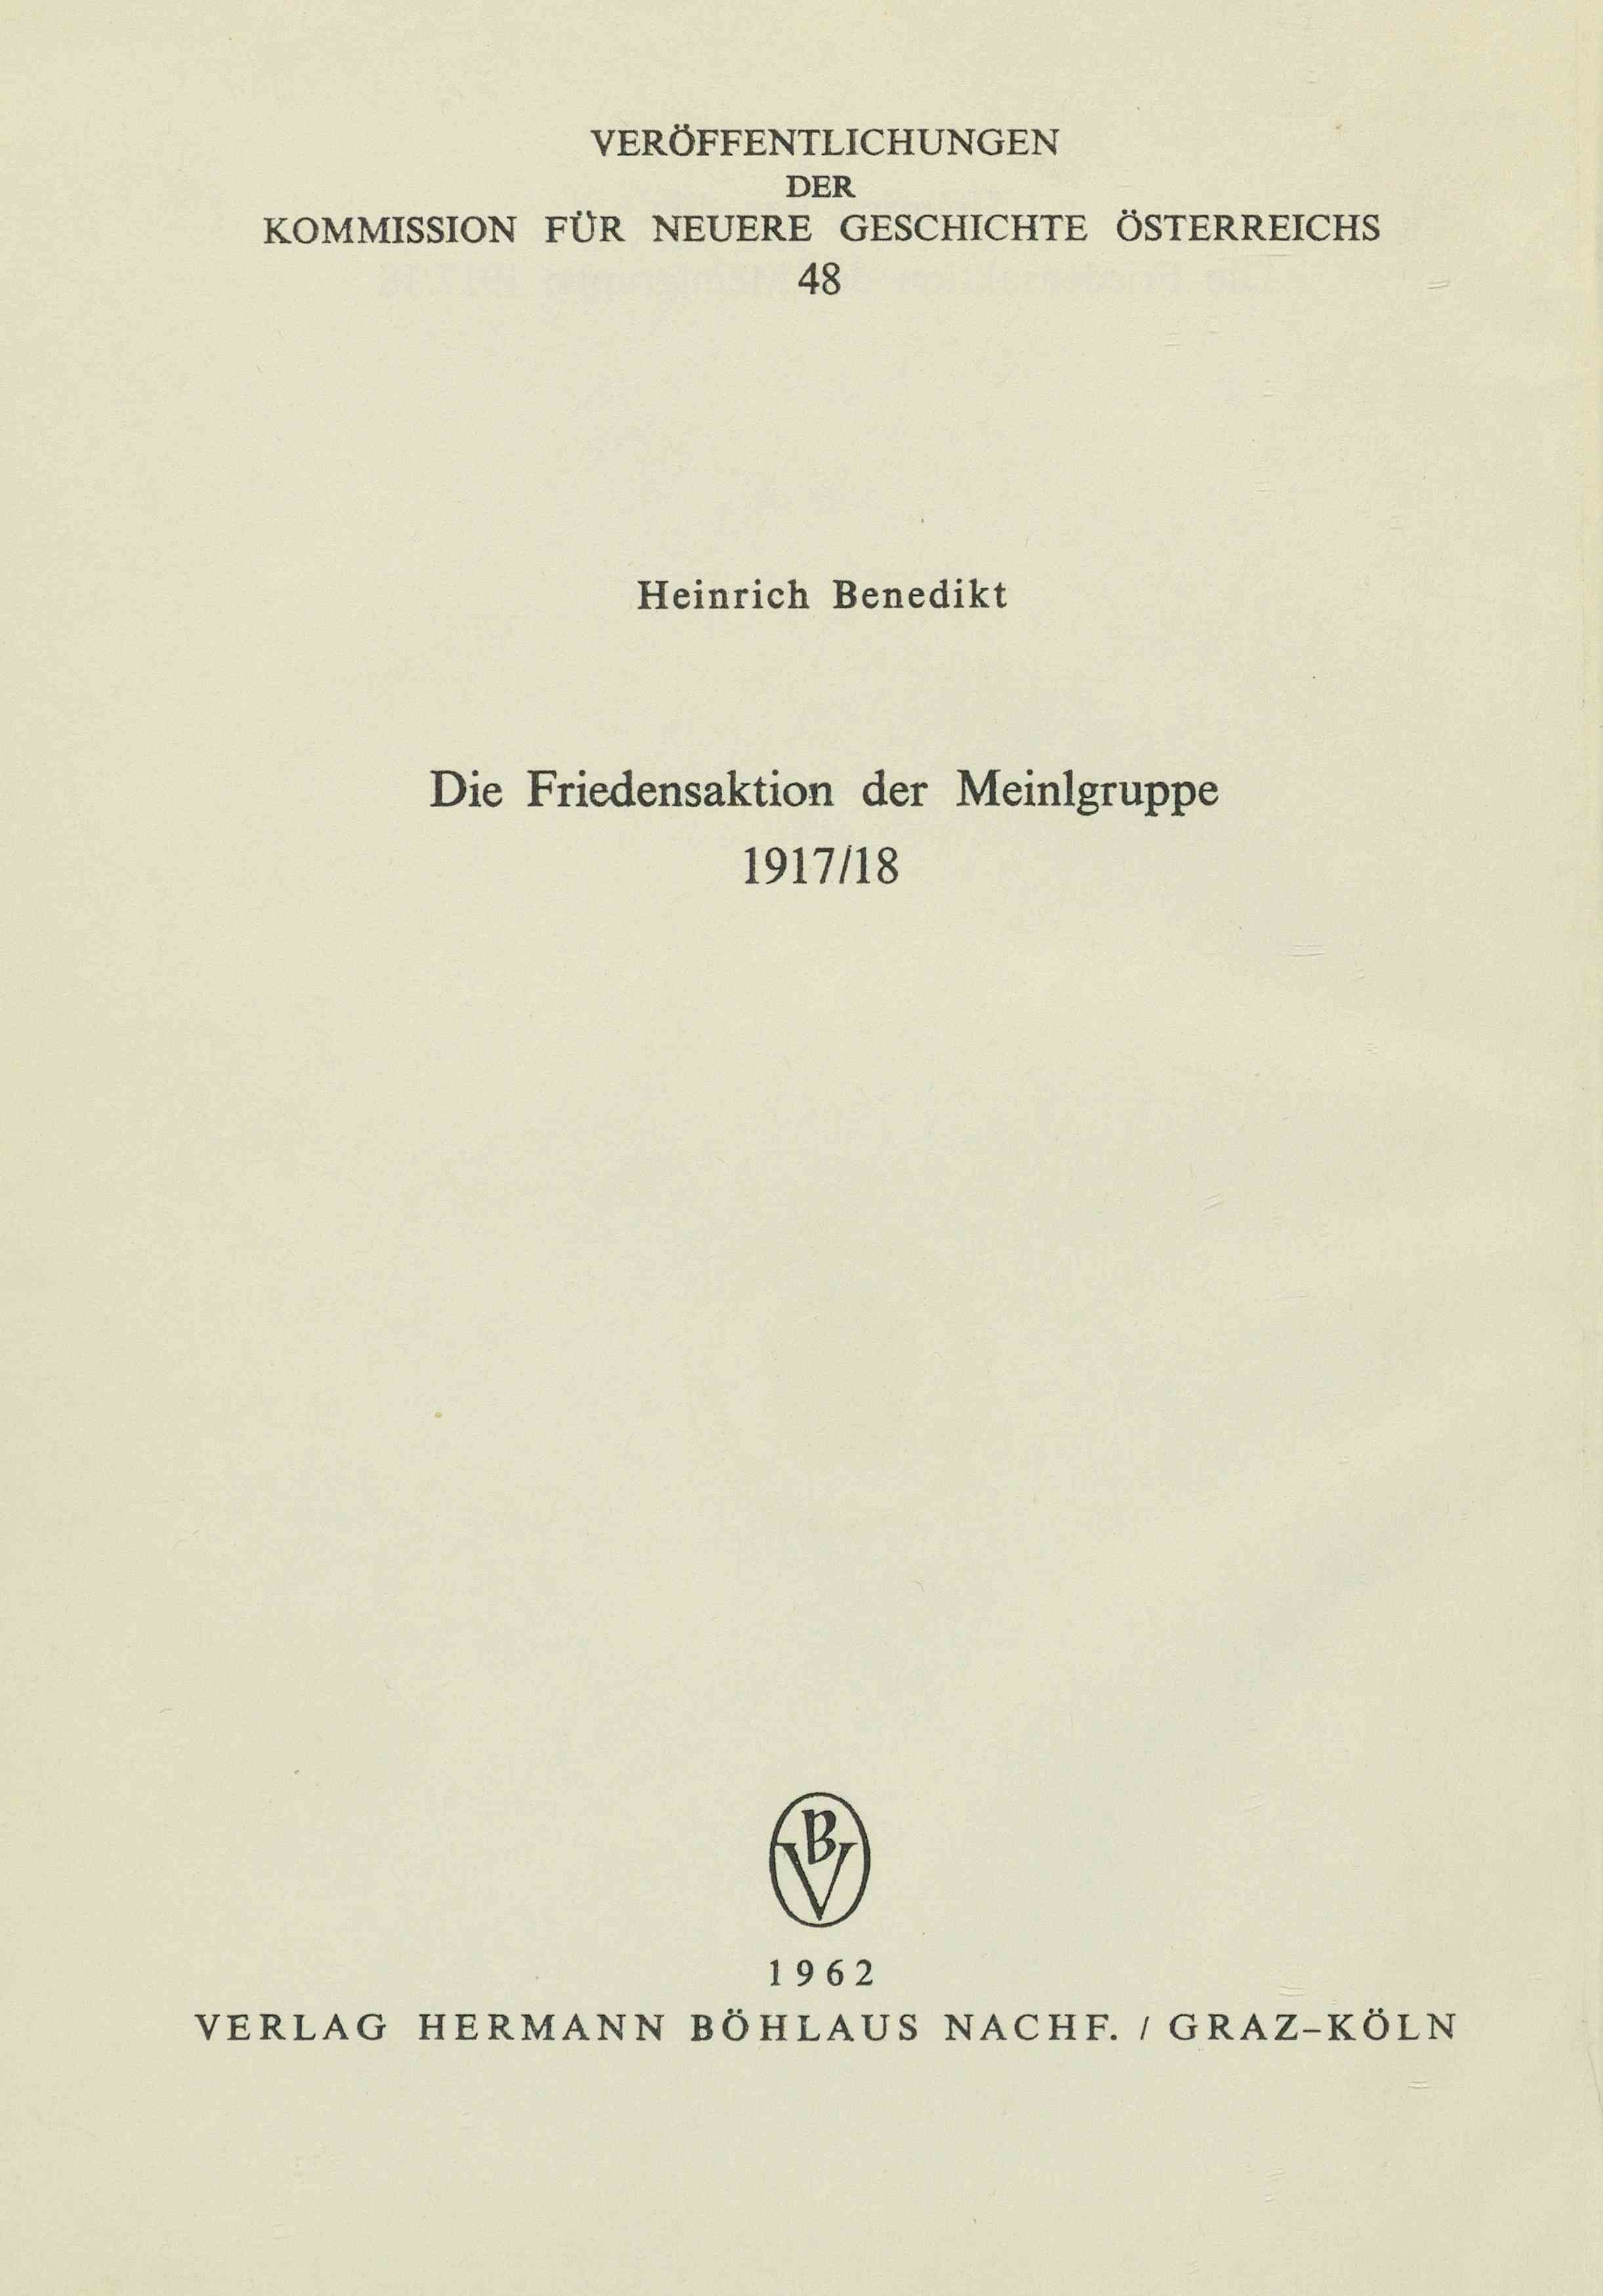 VERÖFFENTLICHUNGEN
DER
KOMMISSION FÜR NEUERE GESCHICHTE ÖSTERREICHS
48
Heinrich Benedikt
Die Friedensaktion der Meinlgruppe
1917/18
BV
1962
VERLAG HERMANN BÖHLAUS NACHF. / GRAZ–KÖLN